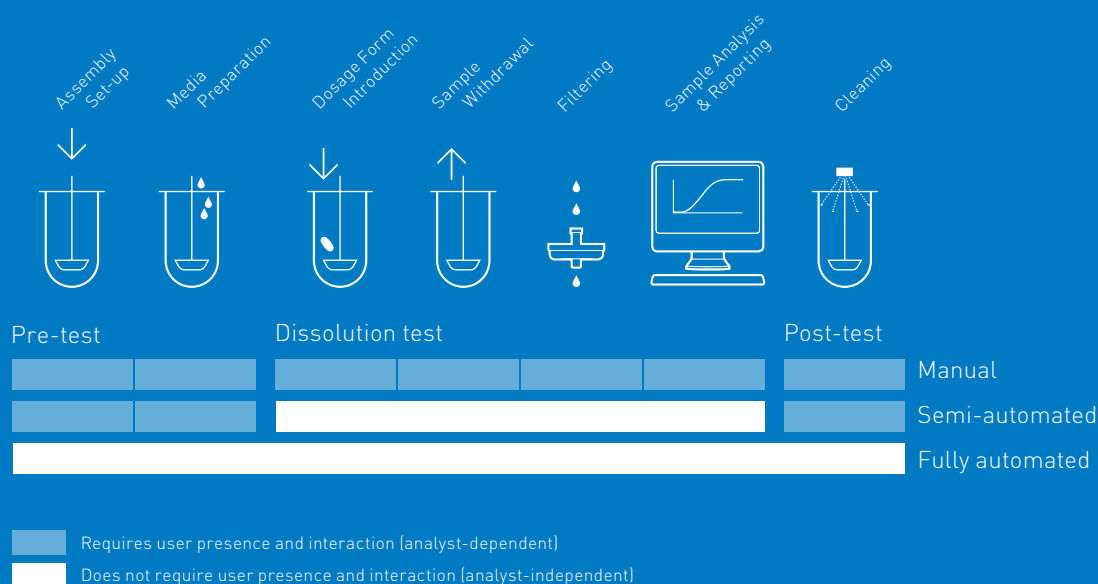 Assembly
Set-up
Media
Preparation
Dosage Form
Introduction
Sample
Withdrawal
Filtering
Sample Analysis
& Reporting
Cleaning
Pre-test
Dissolution test
Post-test
Manual
Semi-automated
Fully automated
Requires user presence and interaction (analyst-dependent)
Does not require user presence and interaction (analyst-independent)